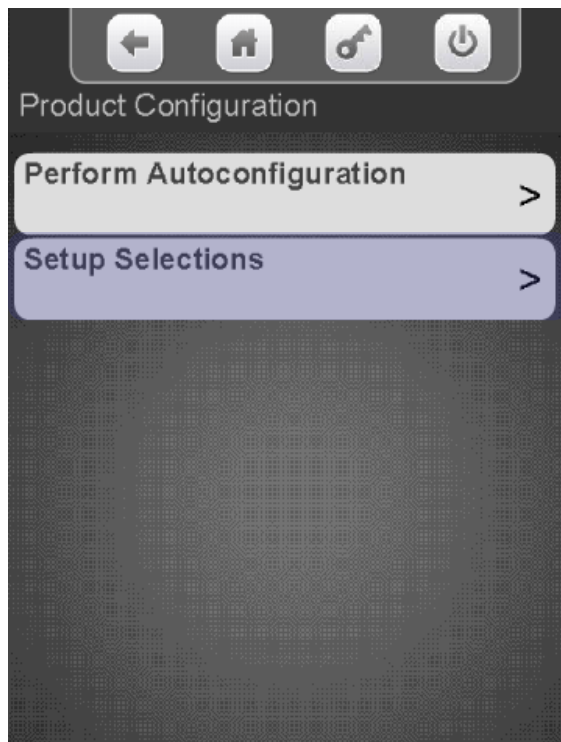 Product Configuration
Perform Autoconfiguration
>
Setup Selections
>